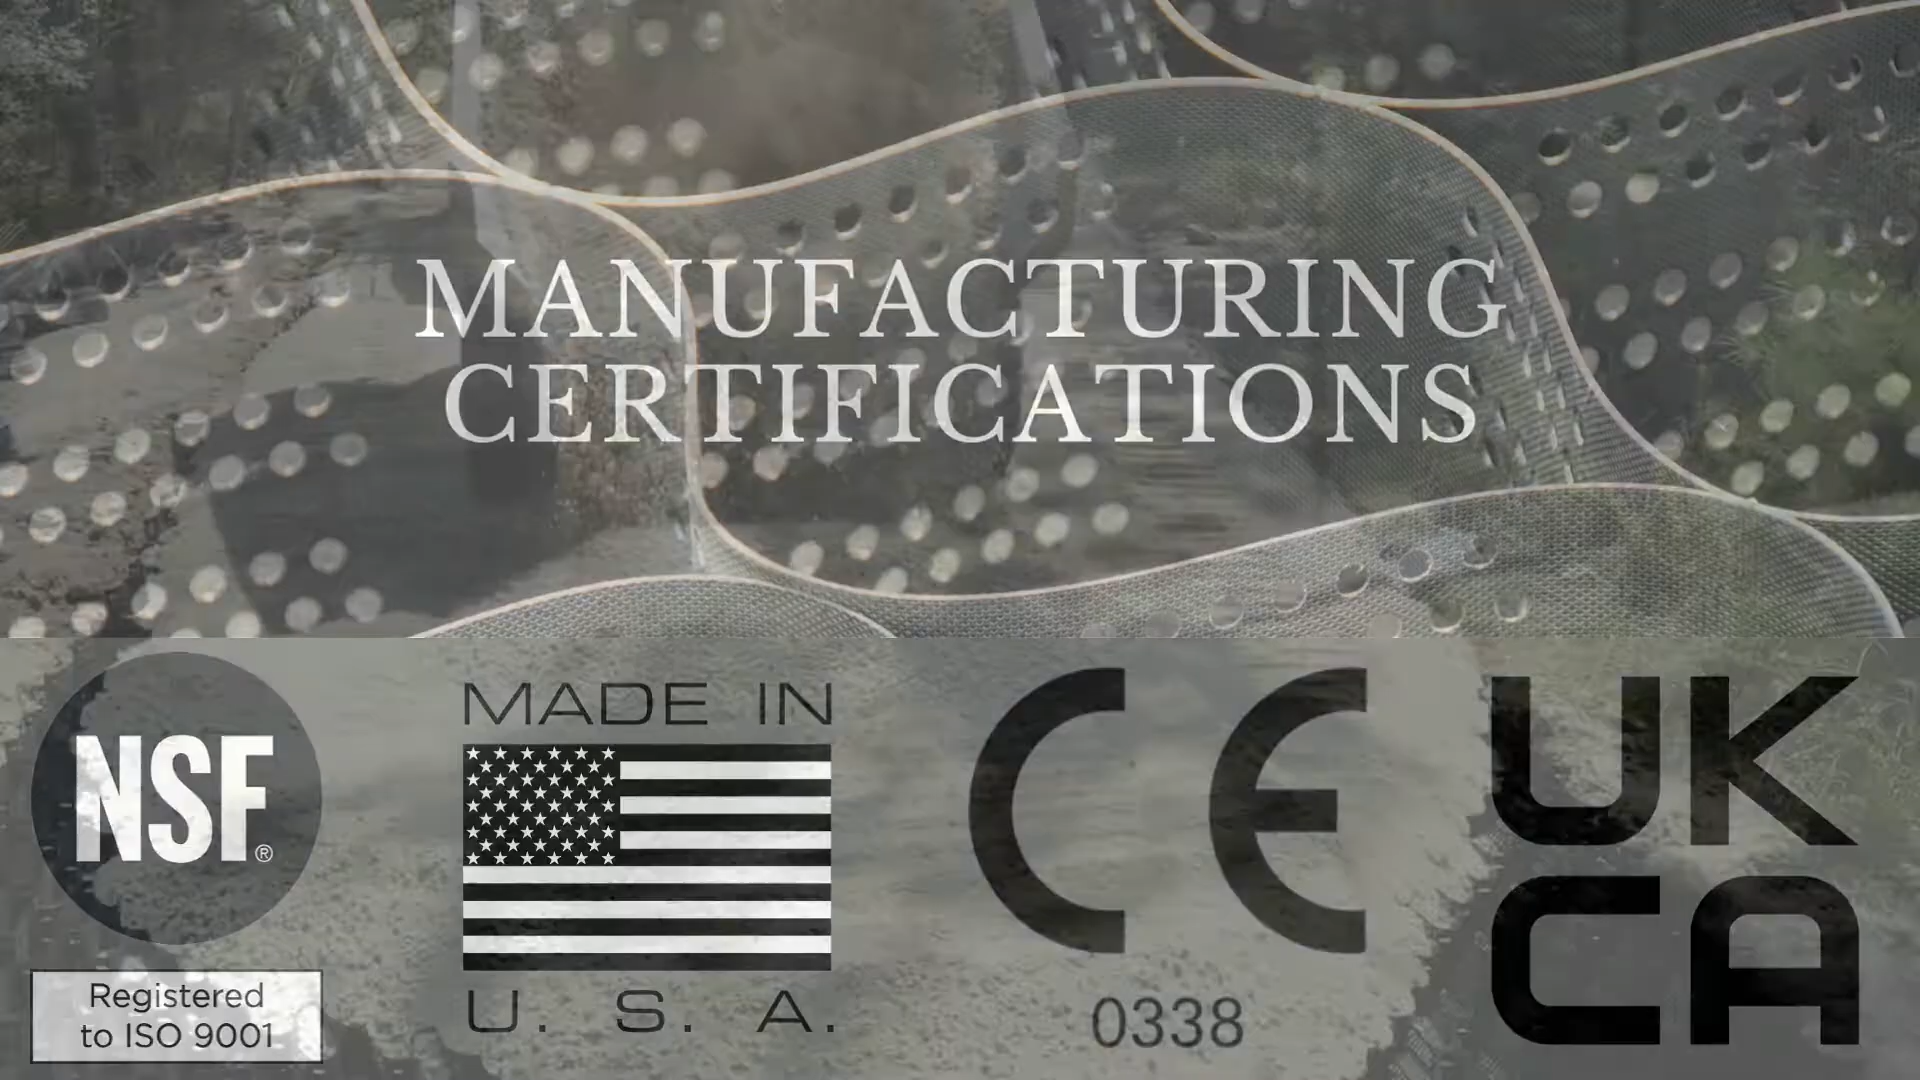 MANUFACTURING
CERTIFICATIONS
NSF®
Registered
to ISO 9001
MADE IN
U. S. A.
CE
0338
UK
CA